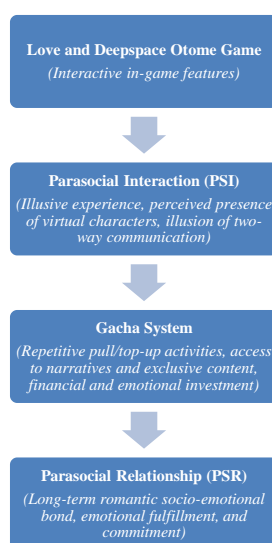 Love and Deepspace Otome Game
(Interactive in-game features)
Parasocial Interaction (PSI)
(Illusive experience, perceived presence
of virtual characters, illusion of two-
way communication)
Gacha System
(Repetitive pull/top-up activities, access
to narratives and exclusive content,
financial and emotional investment)
Parasocial Relationship (PSR)
(Long-term romantic socio-emotional
bond, emotional fulfillment, and
commitment)